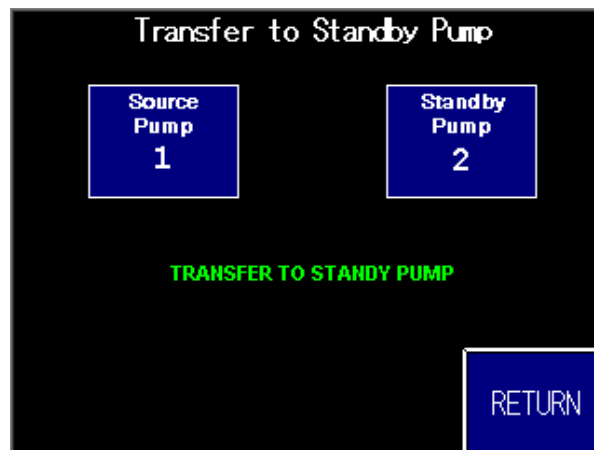 Transfer to Standby Pump
Source
Pump
1
Standby
Pump
2
TRANSFER TO STANDY PUMP
RETURN